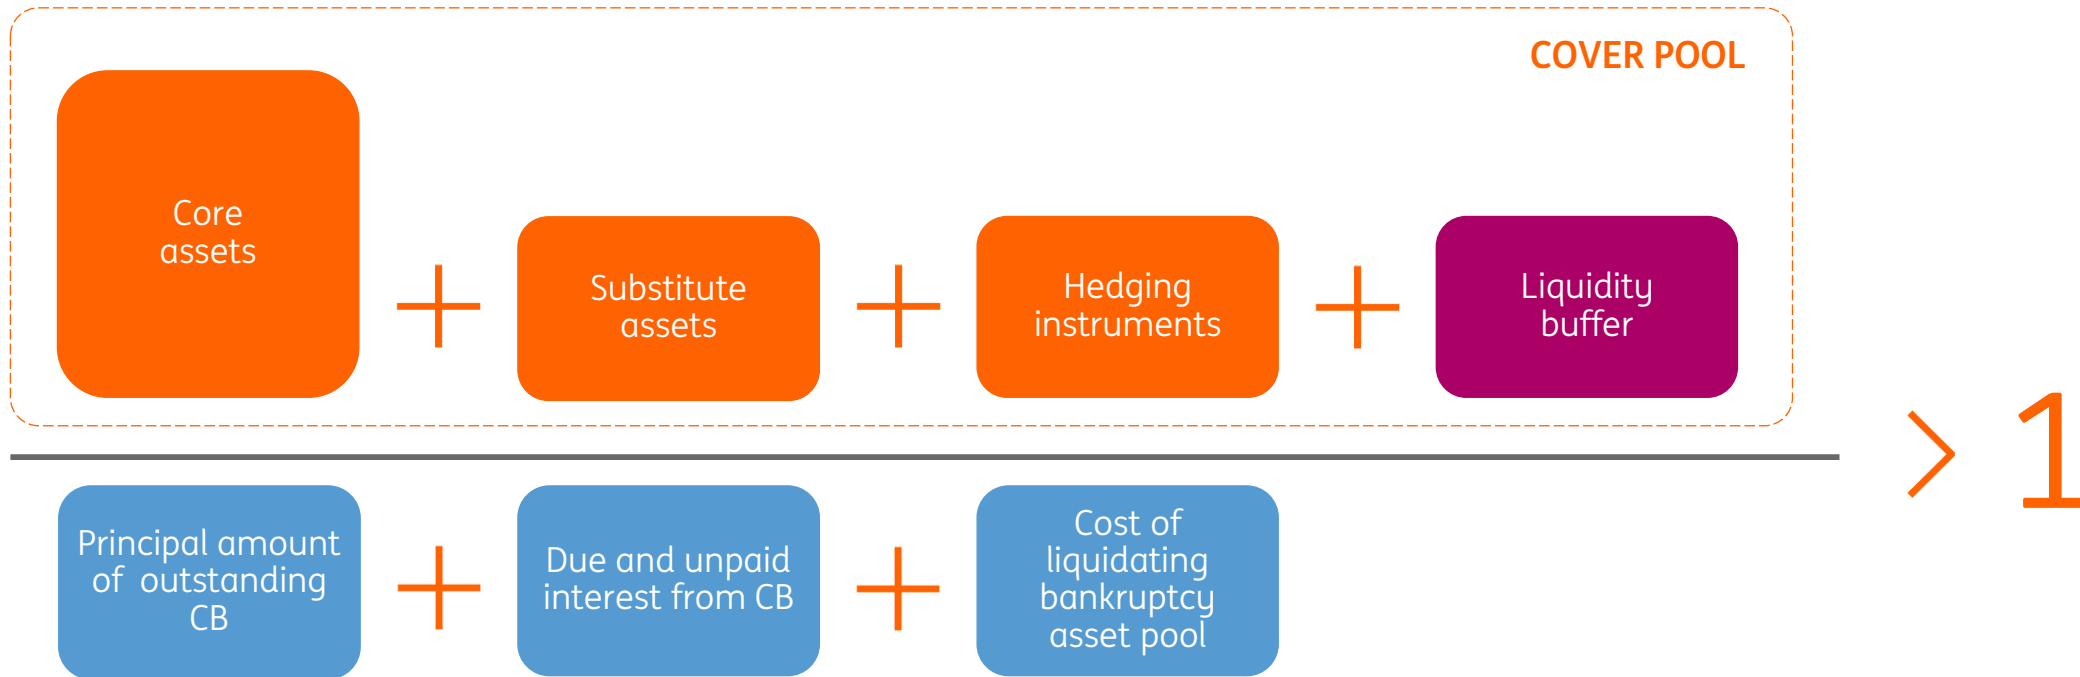 COVER POOL
Core
assets
Substitute
assets
Hedging
instruments
Liquidity
buffer
> 1
Principal amount
of outstanding
CB
Due and unpaid
interest from CB
Cost of
liquidating
bankruptcy
asset pool